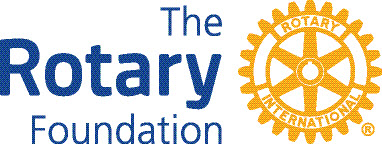 The
Rotary
Foundation
ROTARY
INTERNATIONAL
®